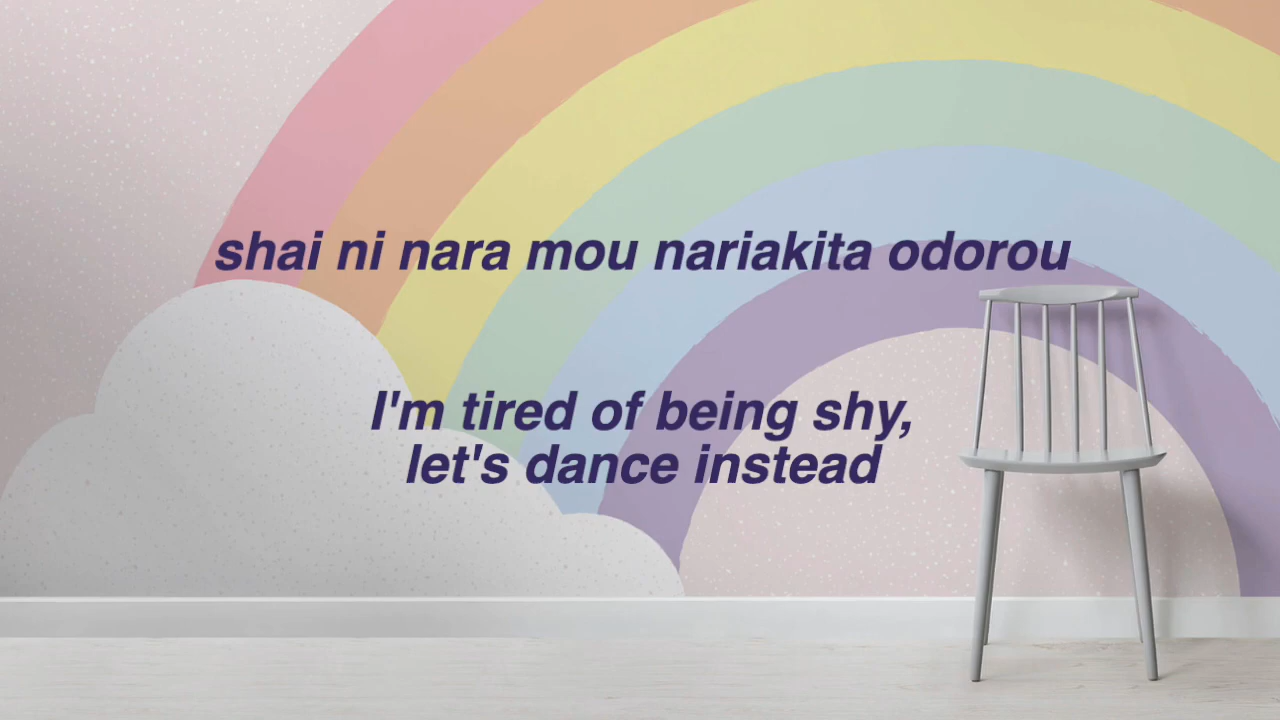 shai ni nara mou nariakita odorou
I'm tired of being shy,
let's dance instead